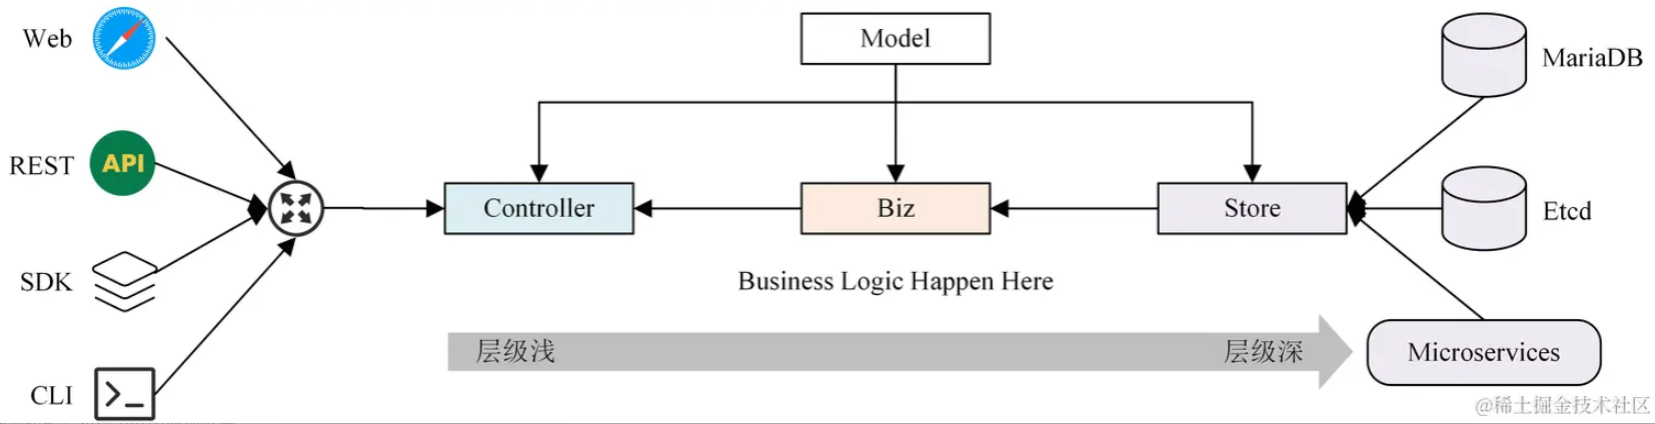 Web
Model
MariaDB
REST
API
Controller
Biz
Store
Etcd
SDK
Business Logic Happen Here
层级浅
层级深
Microservices
CLI
>_
@稀土掘金技术社区